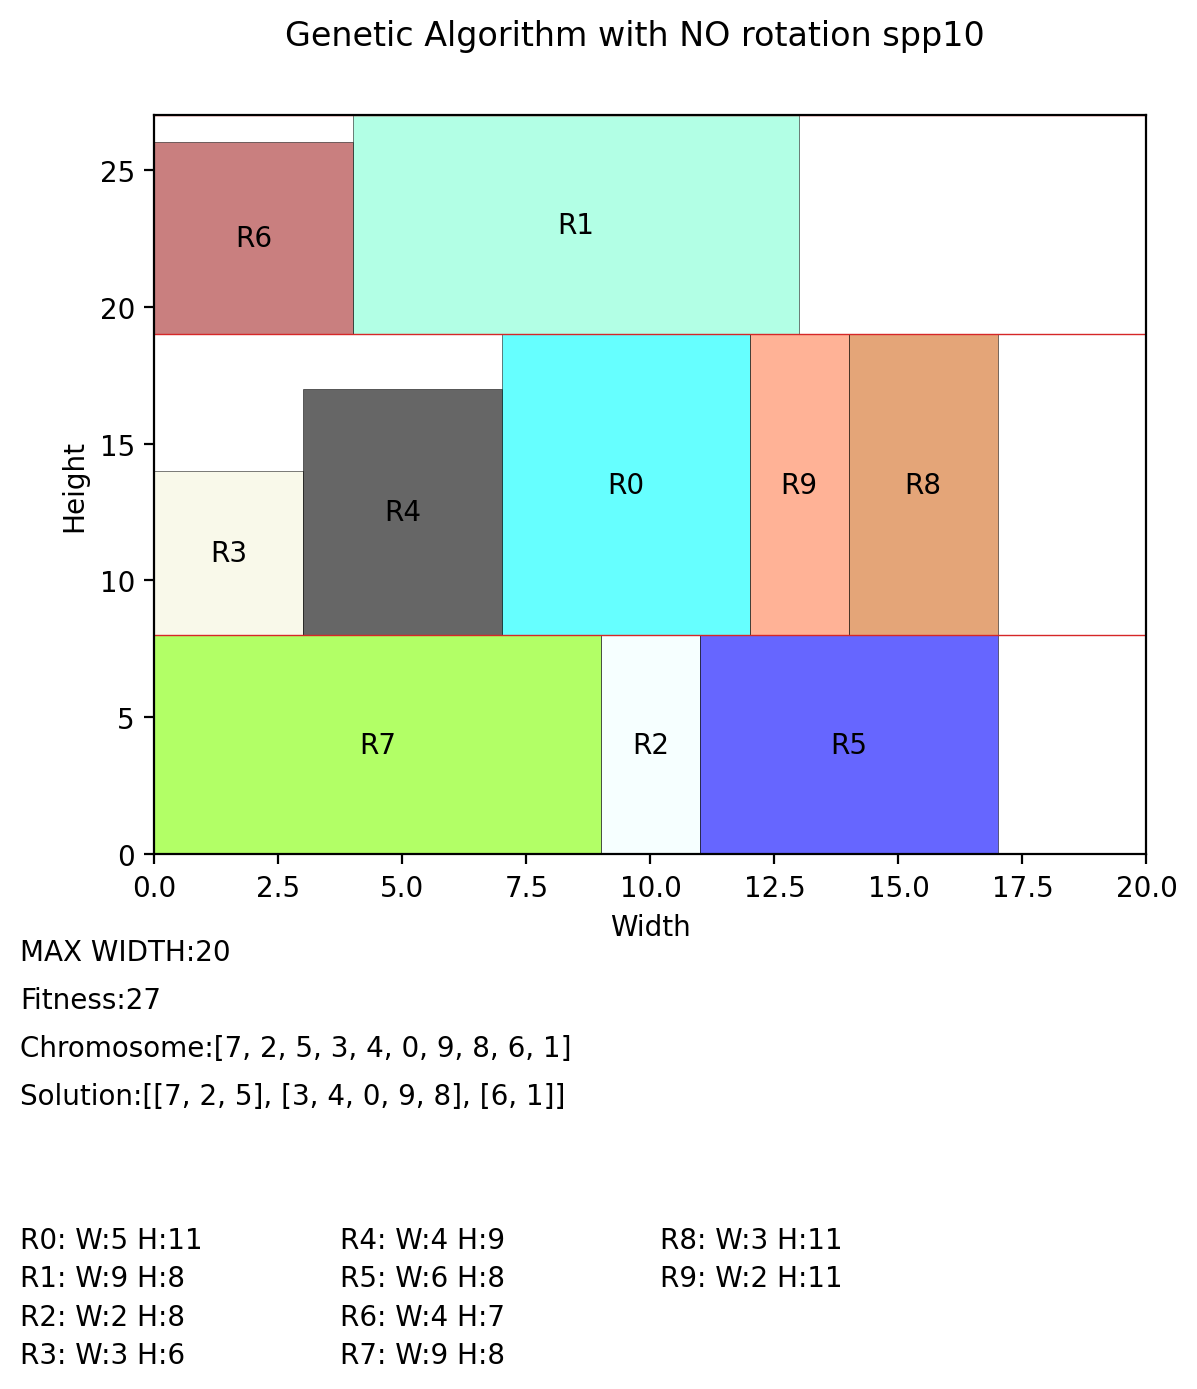 Genetic Algorithm with NO rotation spp10
25
R6
R1
20
15
Height
R4
R0
R9
R8
R3
10
5
R7
R2
R5
0
0.0 2.5 5.0 7.5 10.0 12.5 15.0 17.5 20.0
Width
MAX WIDTH:20
Fitness:27
Chromosome:[7, 2, 5, 3, 4, 0, 9, 8, 6, 1]
Solution:[[7, 2, 5], [3, 4, 0, 9, 8], [6, 1]]
R0: W:5 H:11 R4: W:4 H:9 R8: W:3 H:11
R1: W:9 H:8 R5: W:6 H:8 R9: W:2 H:11
R2: W:2 H:8 R6: W:4 H:7
R3: W:3 H:6 R7: W:9 H:8